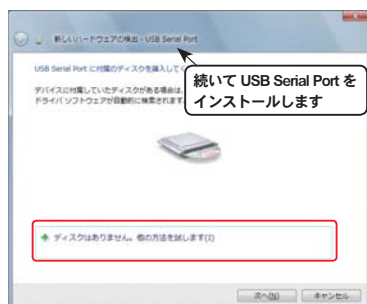 新しいハードウェアの検出 - USB Serial Port
USB Serial Port に付属のディスクを挿入してく
続いて USB Serial Port を
インストールします
デバイスに付属していたディスクがある場合は、
ドライバ ソフトウェアが自動的に検索されます
ディスクはありません。他の方法を試します(I)
次へ(N)
キャンセル